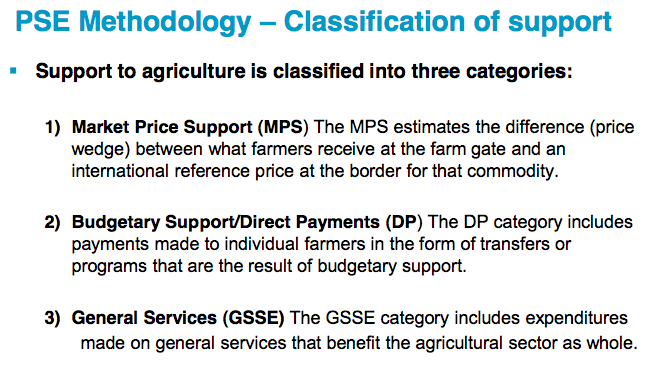 PSE Methodology – Classification of support
▪ Support to agriculture is classified into three categories:
1) Market Price Support (MPS) The MPS estimates the difference (price
wedge) between what farmers receive at the farm gate and an
international reference price at the border for that commodity.
2) Budgetary Support/Direct Payments (DP) The DP category includes
payments made to individual farmers in the form of transfers or
programs that are the result of budgetary support.
3) General Services (GSSE) The GSSE category includes expenditures
made on general services that benefit the agricultural sector as whole.